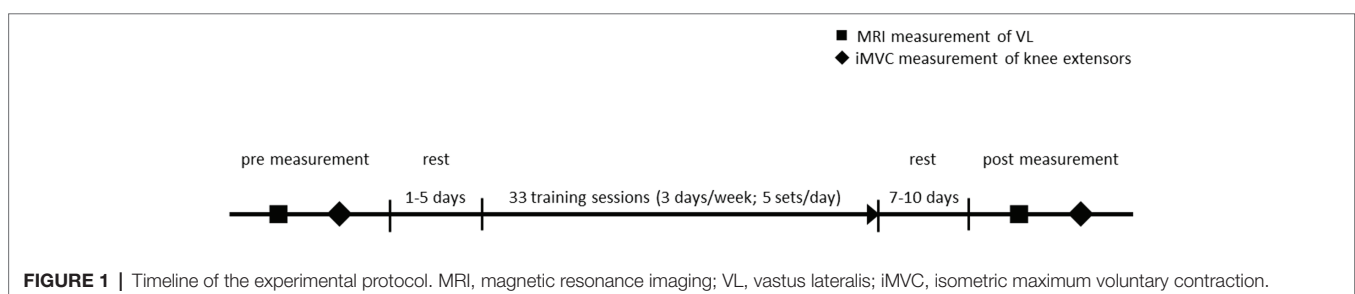 MRI measurement of VL
iMVC measurement of knee extensors
pre measurement rest rest post measurement
1-5 days 33 training sessions (3 days/week; 5 sets/day) 7-10 days
FIGURE 1 | Timeline of the experimental protocol. MRI, magnetic resonance imaging; VL, vastus lateralis; iMVC, isometric maximum voluntary contraction.